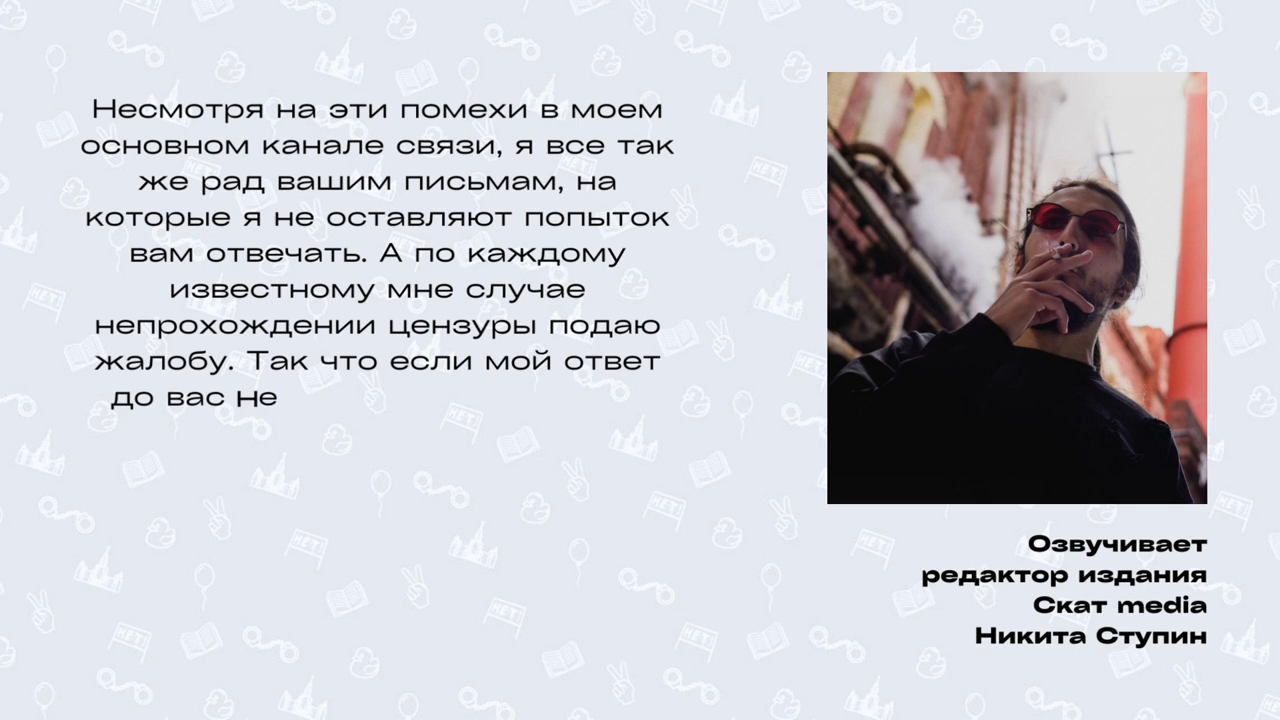 Несмотря на эти помехи в моем
основном канале связи, я все так
же рад вашим письмам, на
которые я не оставляют попыток
вам отвечать. А по каждому
известному мне случае
непрохождении цензуры подаю
жалобу. Так что если мой ответ
до вас не
Озвучивает
редактор издания
Скат media
Никита Ступин
НЕТ!